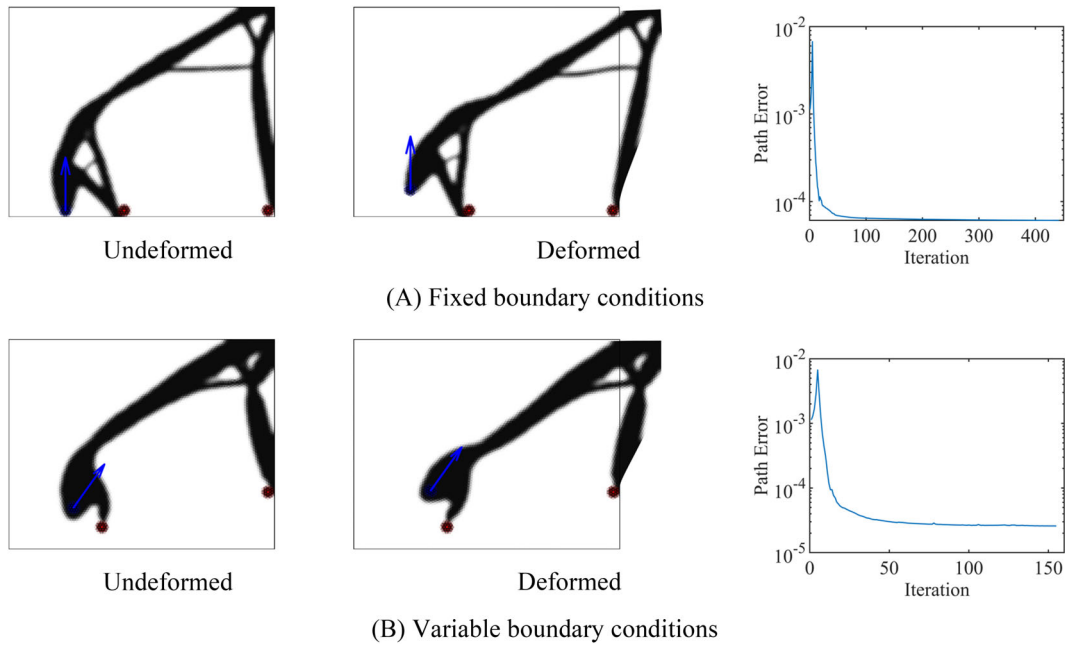 10⁻²
10⁻³
10⁻⁴
Path Error
0 100 200 300 400
Iteration
Undeformed
Deformed
(A) Fixed boundary conditions
10⁻²
10⁻³
10⁻⁴
10⁻⁵
Path Error
0 50 100 150
Iteration
Undeformed
Deformed
(B) Variable boundary conditions